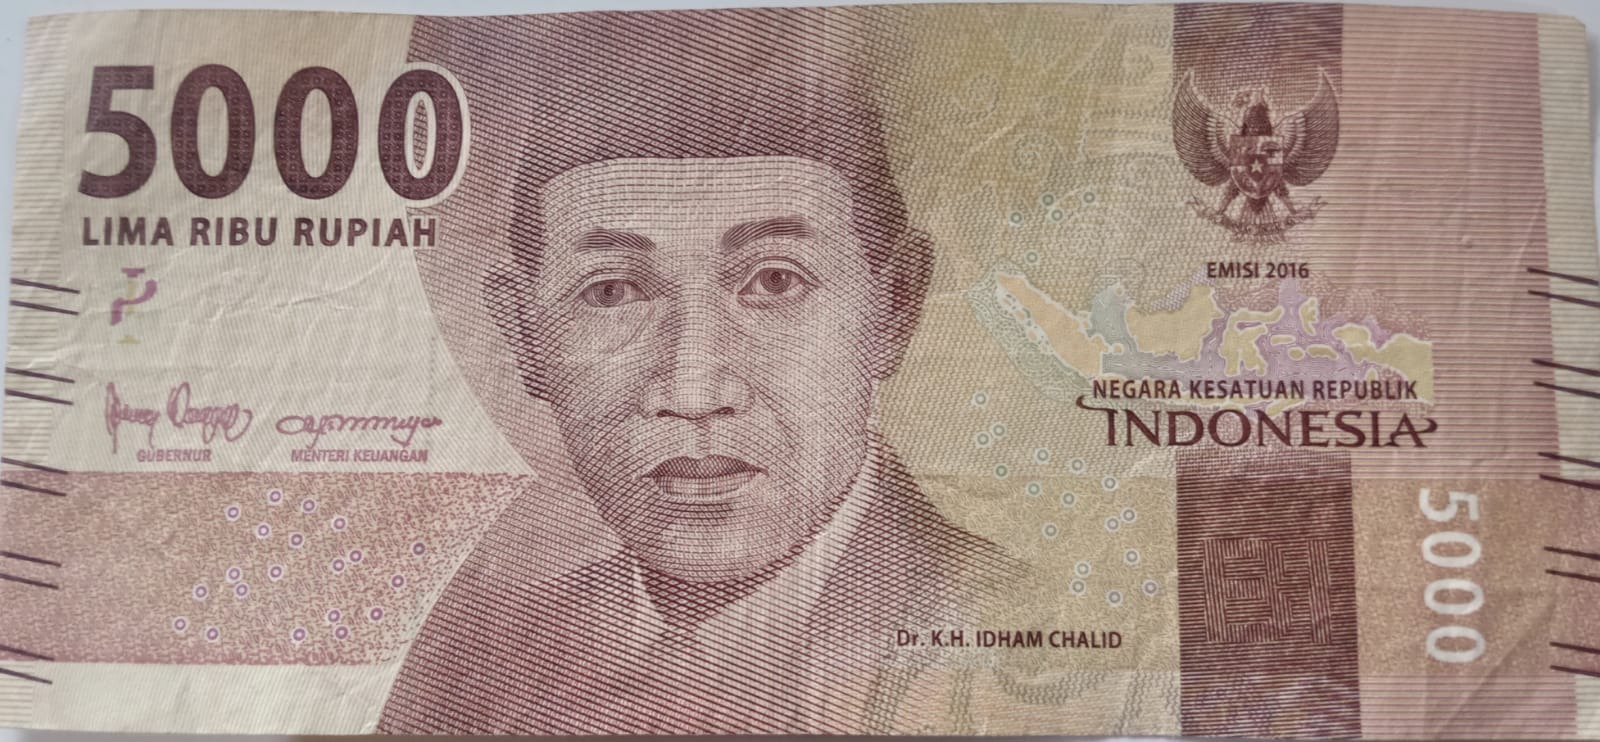 5000
LIMA RIBU RUPIAH
GUBERNUR
MENTERI KEUANGAN
EMISI 2016
NEGARA KESATUAN REPUBLIK
INDONESIA
5000
Dr. K.H. IDHAM CHALID